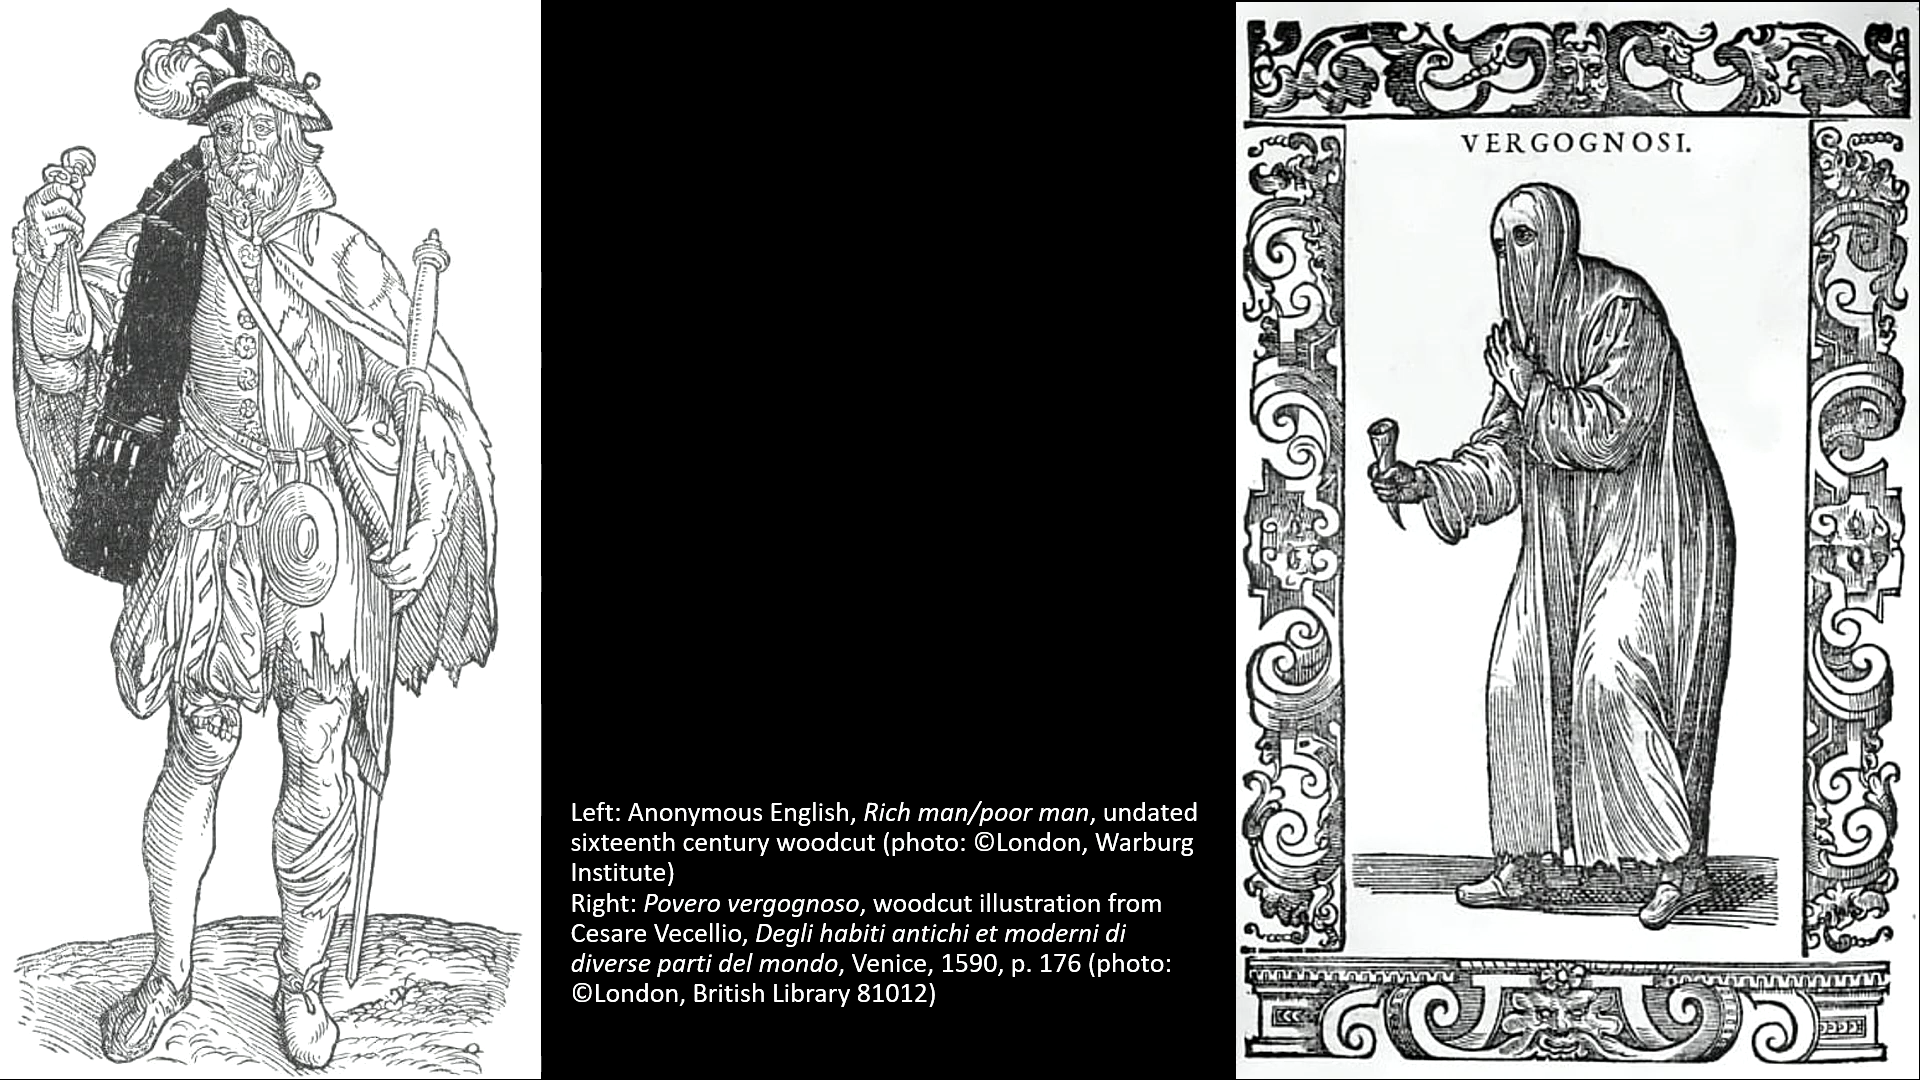 VERGOGNOSI.
Left: Anonymous English, Rich man/poor man, undated
sixteenth century woodcut (photo: ©London, Warburg
Institute)
Right: Povero vergognoso, woodcut illustration from
Cesare Vecellio, Degli habiti antichi et moderni di
diverse parti del mondo, Venice, 1590, p. 176 (photo:
©London, British Library 81012)